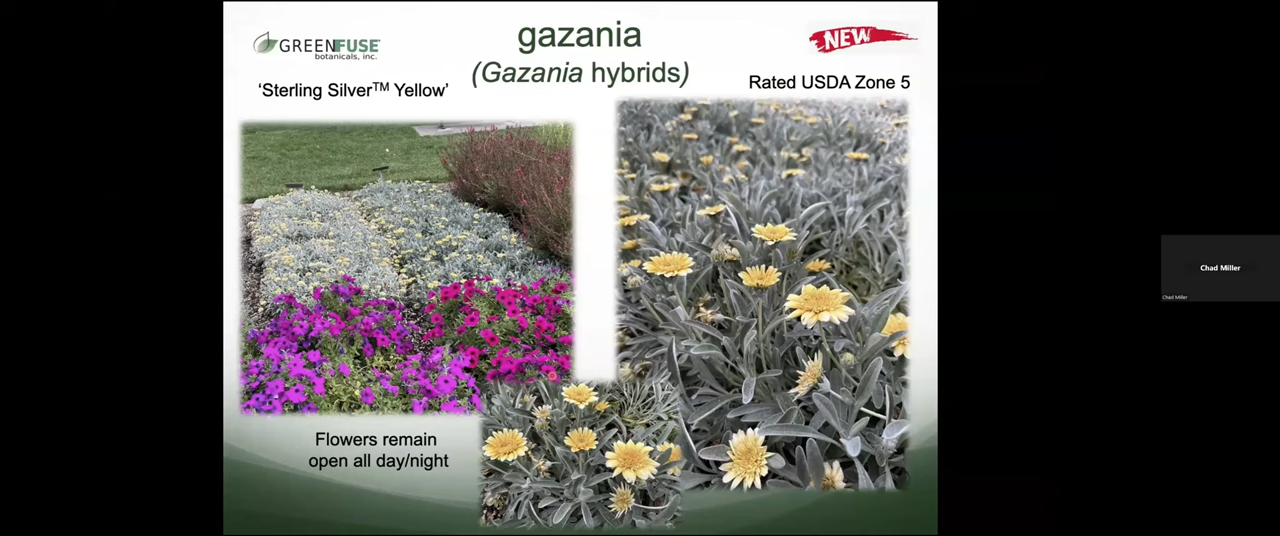 GREENFUSE
botanicals, inc.
gazania
(Gazania hybrids)
NEW
'Sterling Silver™ Yellow'
Rated USDA Zone 5
Flowers remain
open all day/night
Chad Miller
Chad Miller